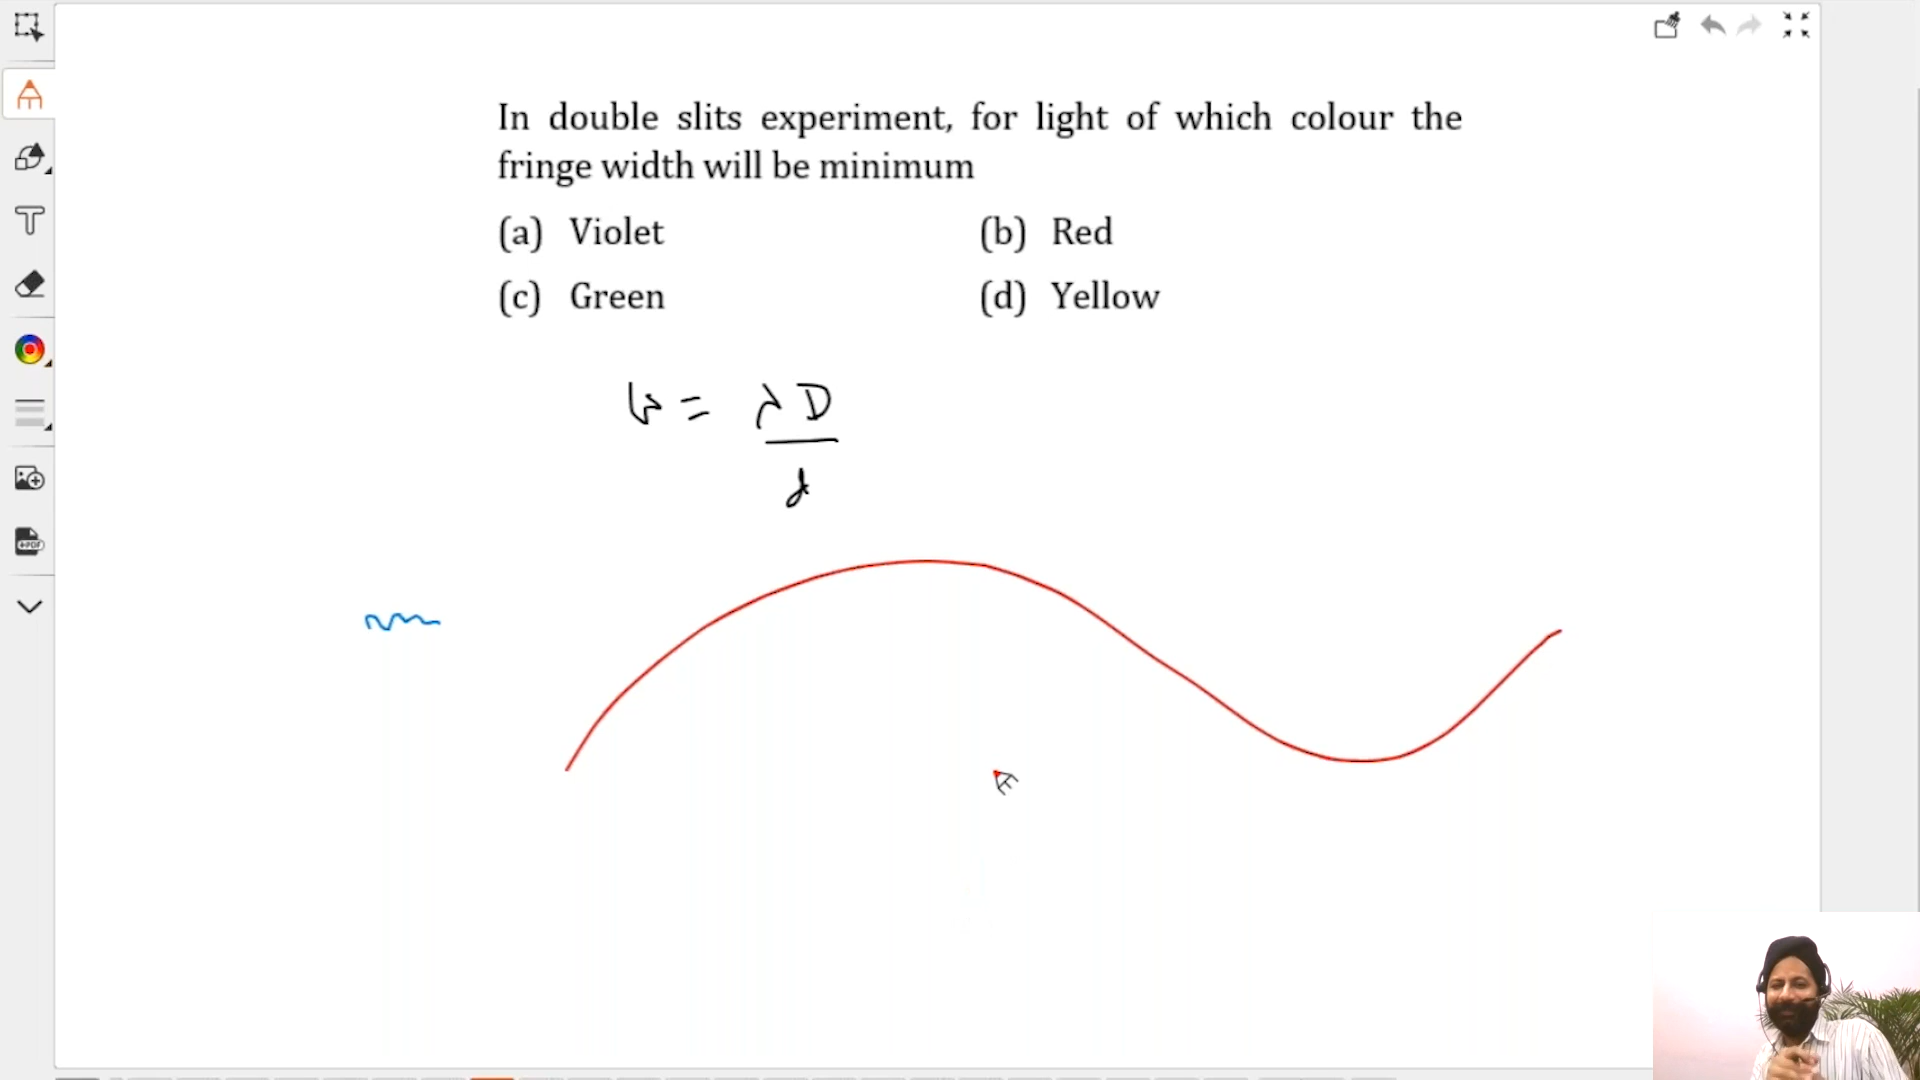 In double slits experiment, for light of which colour the
fringe width will be minimum
(a) Violet (b) Red
(c) Green (d) Yellow
= λD
d